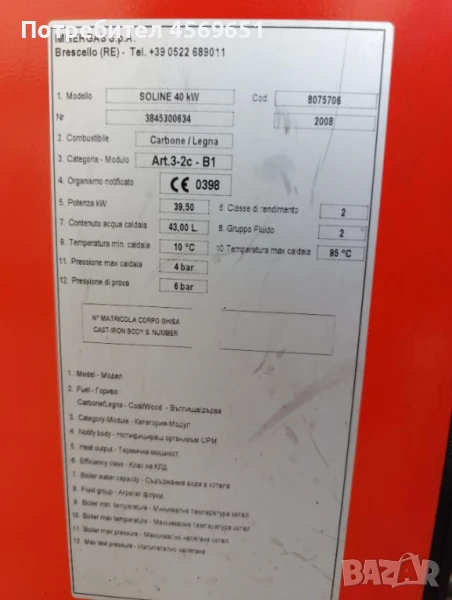 Потребител 4569651
IMMERGAS S.p.A.
Brescello (RE) - Tel. +39 0522 689011
1. Modello SOLINE 40 kW Cod. 8075706
Nr 3845300634 2008
2. Combustibile Carbone / Legna
3. Categoria - Modulo Art.3-2c - B1
4. Organismo notificato CE 0398
5. Potenza kW 39,50 6. Classe di rendimento 2
7. Contenuto acqua caldaia 43,00 L. 8. Gruppo Fluido 2
9. Temperatura min. caldaia 10 °C 10. Temperatura max caldaia 95 °C
11. Pressione max caldaia 4 bar
12. Pressione di prova 6 bar
N° MATRICOLA CORPO GHISA
CAST-IRON BODY S. NUMBER
1. Model - Модел
2. Fuel - Гориво:
Carbone/Legna - Coal/Wood - Въглища/дърва
3. Category-Module - Категория-Модул
4. Notify body - Нотифициращ организъм CPM
5. Heat output - Термична мощност
6. Efficiency class - Клас на КПД
7. Boiler water capacity - Съдържание вода в котела
8. Fluid group - Агрегат флуид
9. Boiler min. temperature - Минимална температура котел
10. Boiler max temperature - Максимална температура котел
11. Boiler max pressure - Максимално налягане котел
12. Max test pressure - Изпитателно налягане
BAZAR
bazar.bg